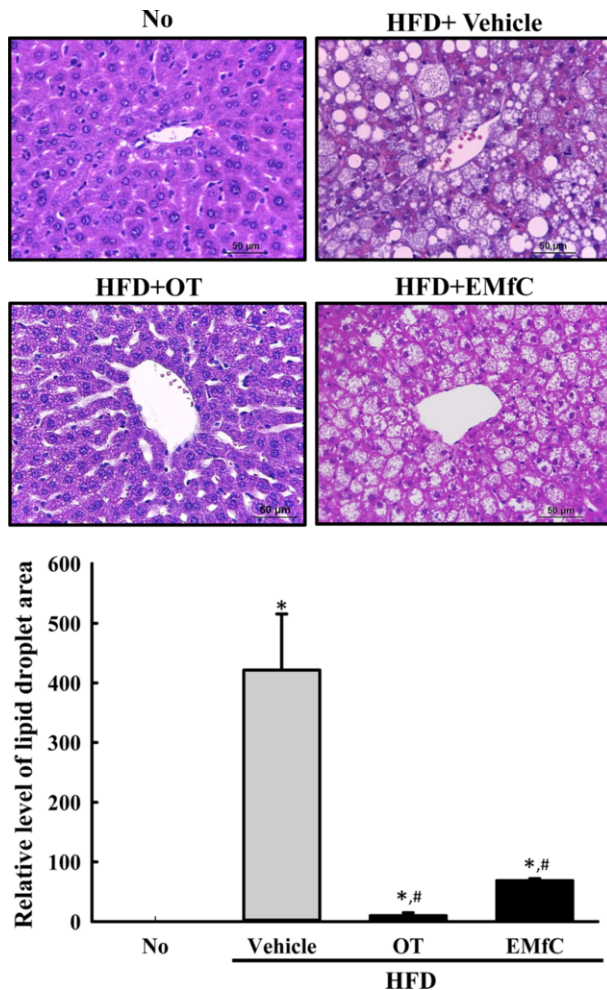 No
HFD+ Vehicle
50 μm
50 μm
HFD+OT
HFD+EMfC
50 μm
50 μm
Relative level of lipid droplet area
600
500
400
300
200
100
0
*
*,#
*,#
No
Vehicle
OT
EMfC
HFD